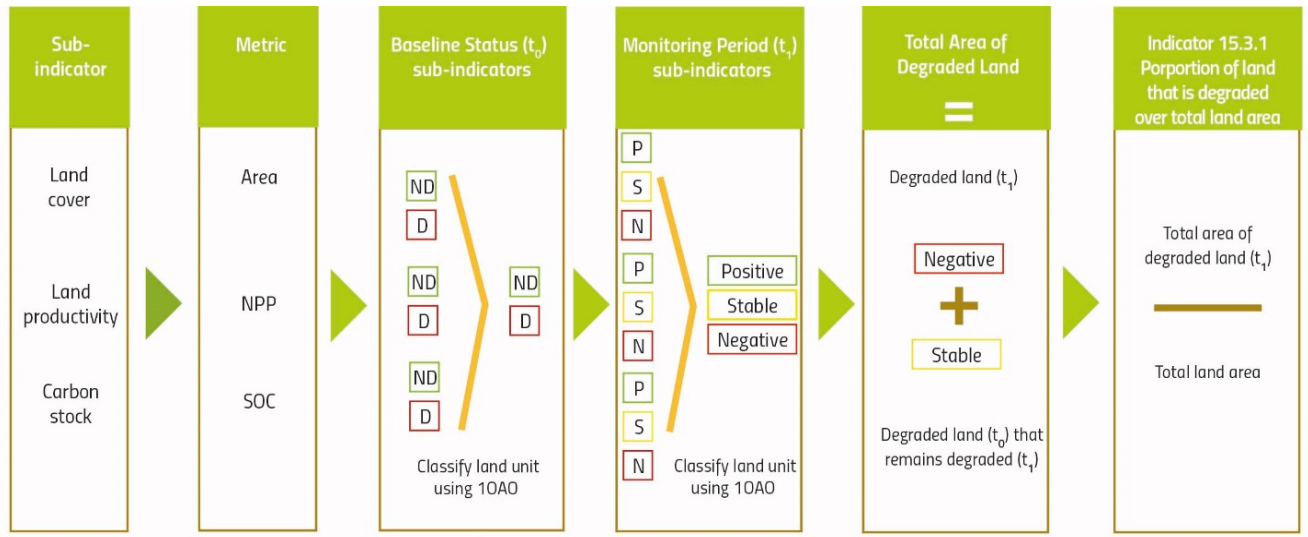 Sub-
indicator
Land
cover
Land
productivity
Carbon
stock
Metric
Area
NPP
SOC
Baseline Status (t0)
sub-indicators
ND
D
ND
D
ND
D
ND
D
Classify land unit
using 1OAO
Monitoring Period (t1)
sub-indicators
P
S
N
P
S
N
P
S
N
Positive
Stable
Negative
Classify land unit
using 1OAO
Total Area of
Degraded Land
=
Degraded land (t1)
Negative
+
Stable
Degraded land (t0) that
remains degraded (t1)
Indicator 15.3.1
Porportion of land
that is degraded
over total land area
Total area of
degraded land (t1)
Total land area